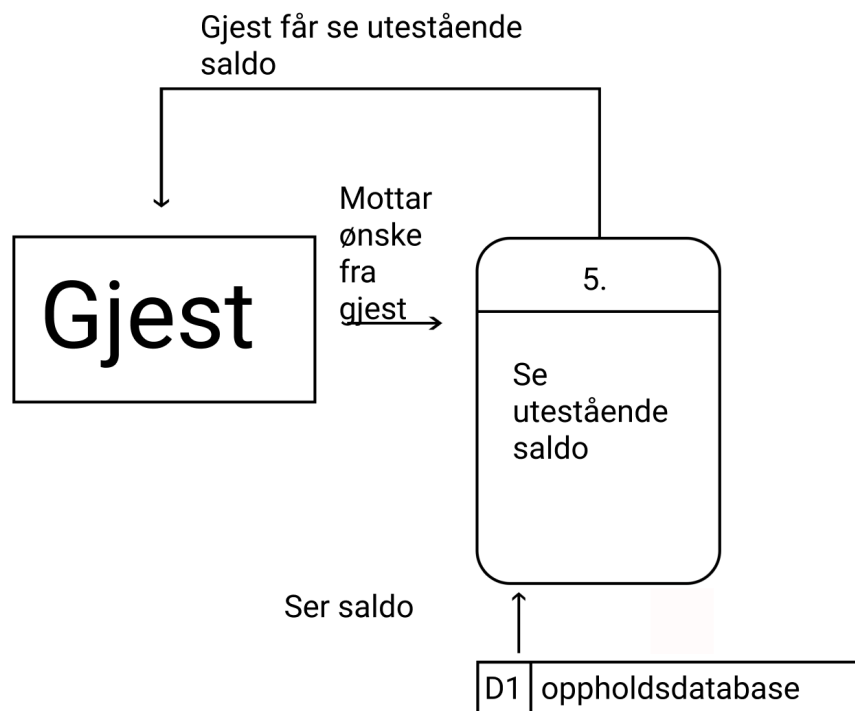 Gjest får se utestående
saldo
Mottar
ønske
fra
gjest
Gjest
5.
Se
utestående
saldo
Ser saldo
D1 oppholdsdatabase